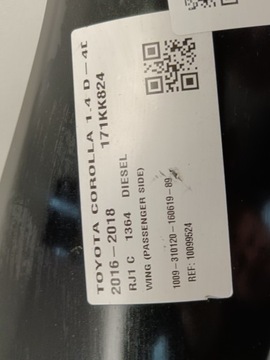 TOYOTA COROLLA 1.4 D-4D
171KK824
2016-2018
RJ1 C 1364 DIESEL
WING (PASSENGER SIDE)
1009-310120-160619-89
REF: 10099524